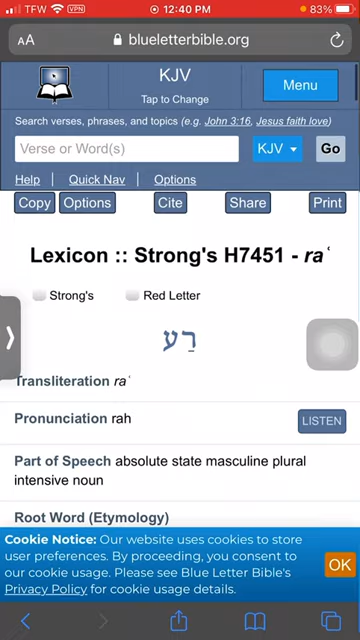 TFW VPN 12:40 PM 83%
AA blueletterbible.org
KJV
Tap to Change
Menu
Search verses, phrases, and topics (e.g. John 3:16, Jesus faith love)
Verse or Word(s) KJV Go
Help Quick Nav Options
Copy Options Cite Share Print
Lexicon :: Strong's H7451 - raʿ
Strong's Red Letter
רַע
Transliteration raʿ
Pronunciation rah LISTEN
Part of Speech absolute state masculine plural
intensive noun
Root Word (Etymology)
Cookie Notice: Our website uses cookies to store
user preferences. By proceeding, you consent to
our cookie usage. Please see Blue Letter Bible's
Privacy Policy for cookie usage details.
OK